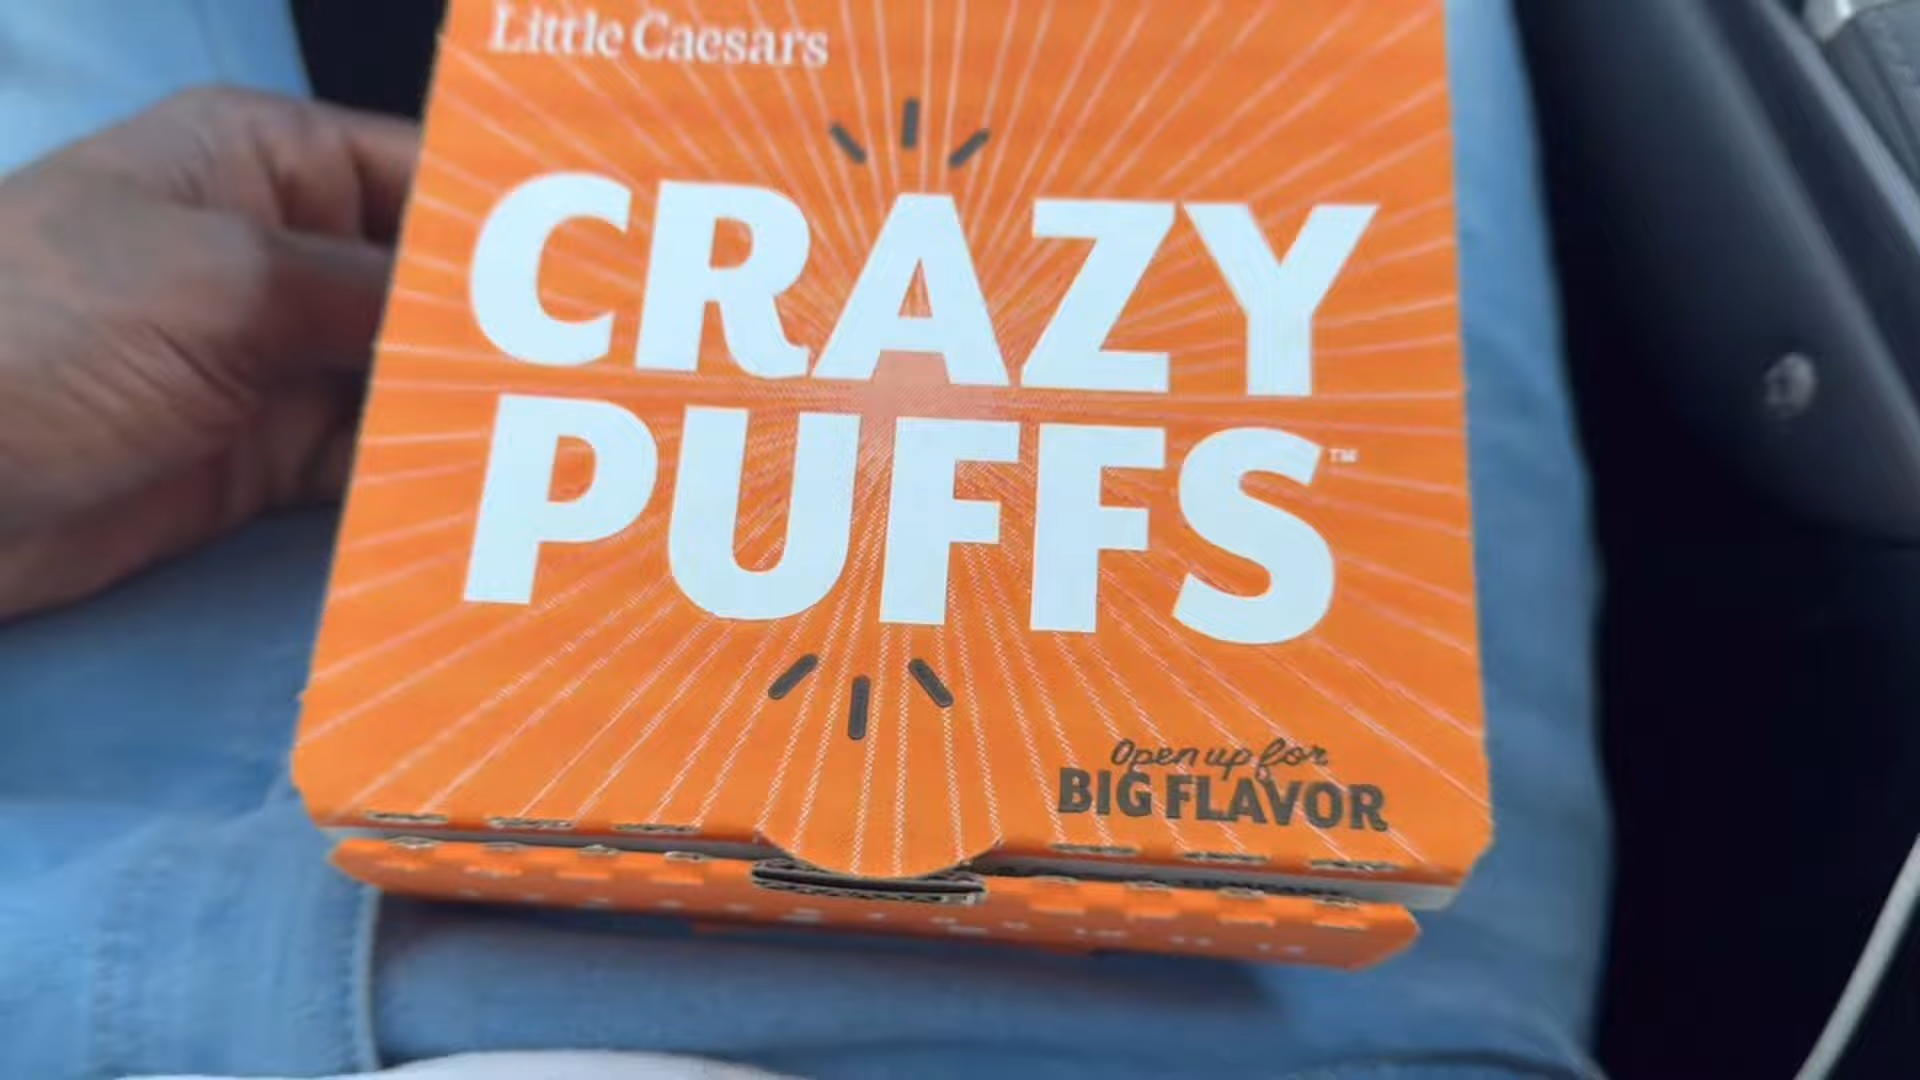 Little Caesars
CRAZY
PUFFS™
Open up for
BIG FLAVOR